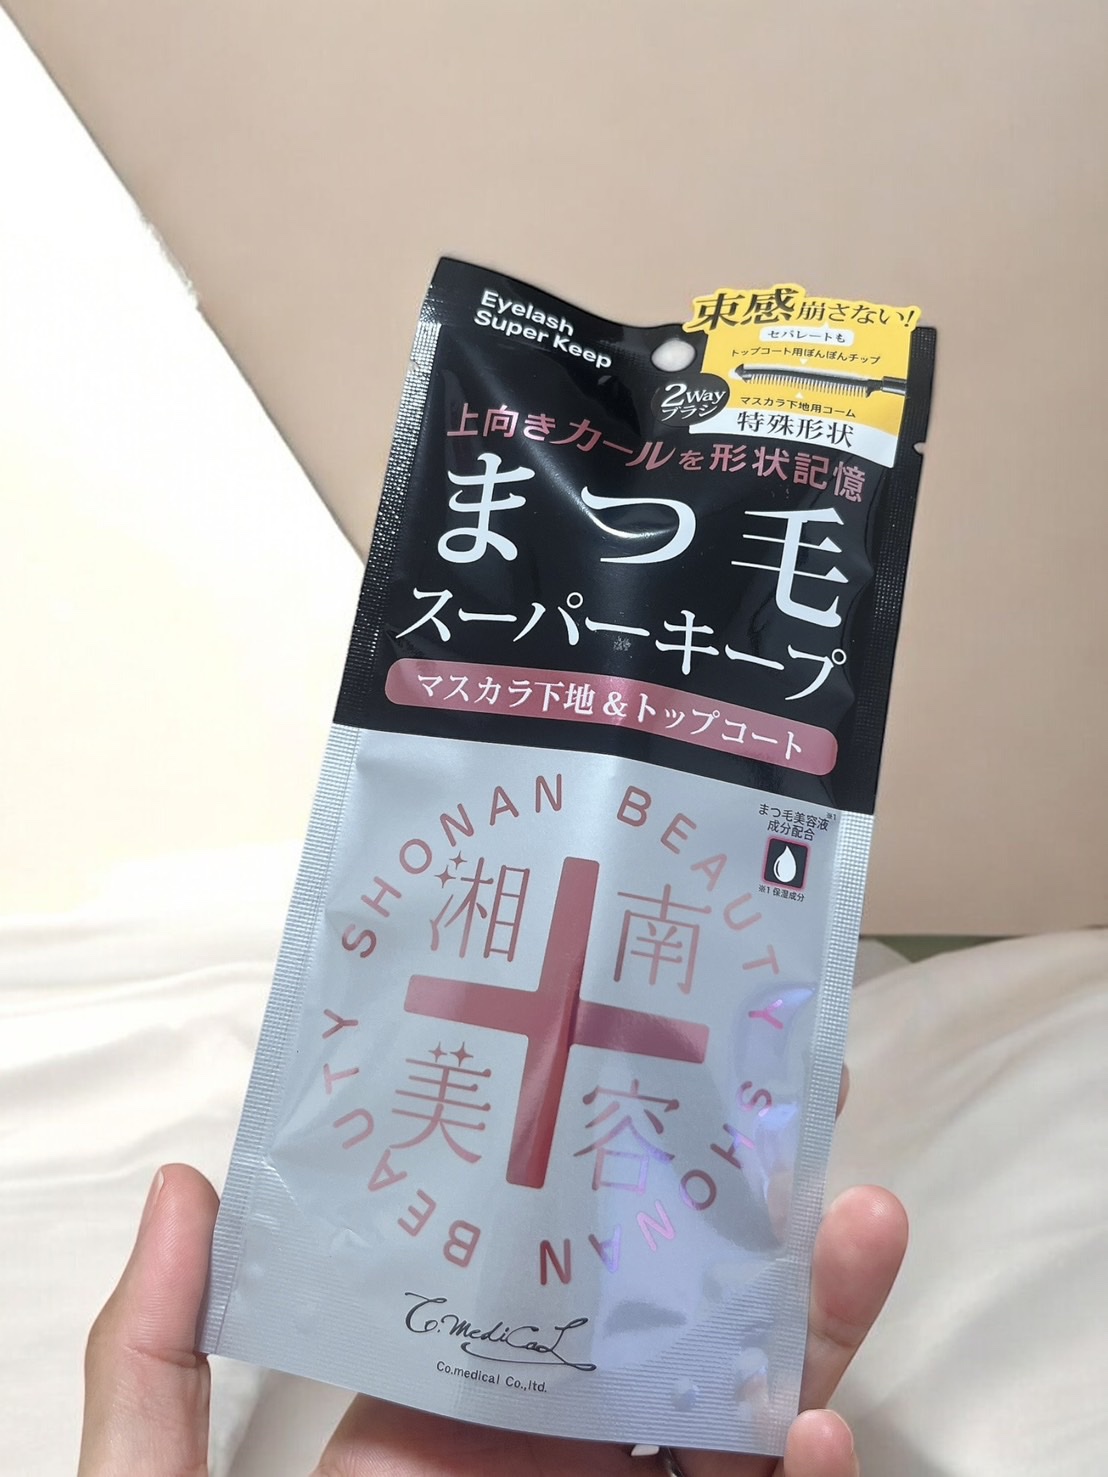 Eyelash
Super Keep
束感崩さない!
セパレートも
トップコート用ぽんぽんチップ
2way
ブラシ
マスカラ下地用コーム
特殊形状
上向きカールを形状記憶
まつ毛
スーパーキープ
マスカラ下地&トップコート
SHONAN BEAUTY SHONAN BEAUTY
まつ毛美容液※1
成分配合
※1 保湿成分
湘南
美容
Co.medical
Co.medical Co.,ltd.